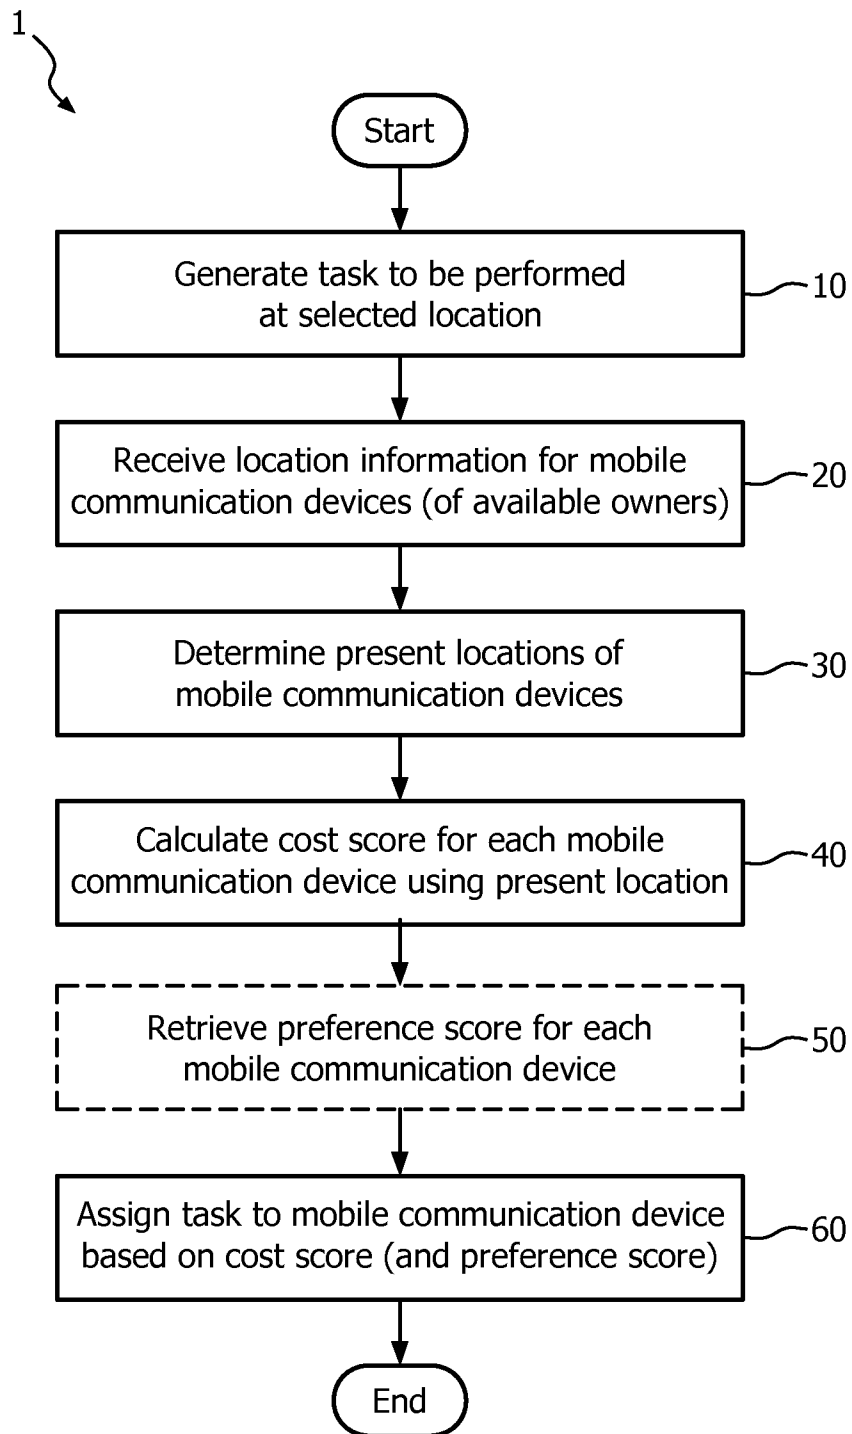 1
Start
Generate task to be performed
at selected location
10
Receive location information for mobile
communication devices (of available owners)
20
Determine present locations of
mobile communication devices
30
Calculate cost score for each mobile
communication device using present location
40
Retrieve preference score for each
mobile communication device
50
Assign task to mobile communication device
based on cost score (and preference score)
60
End